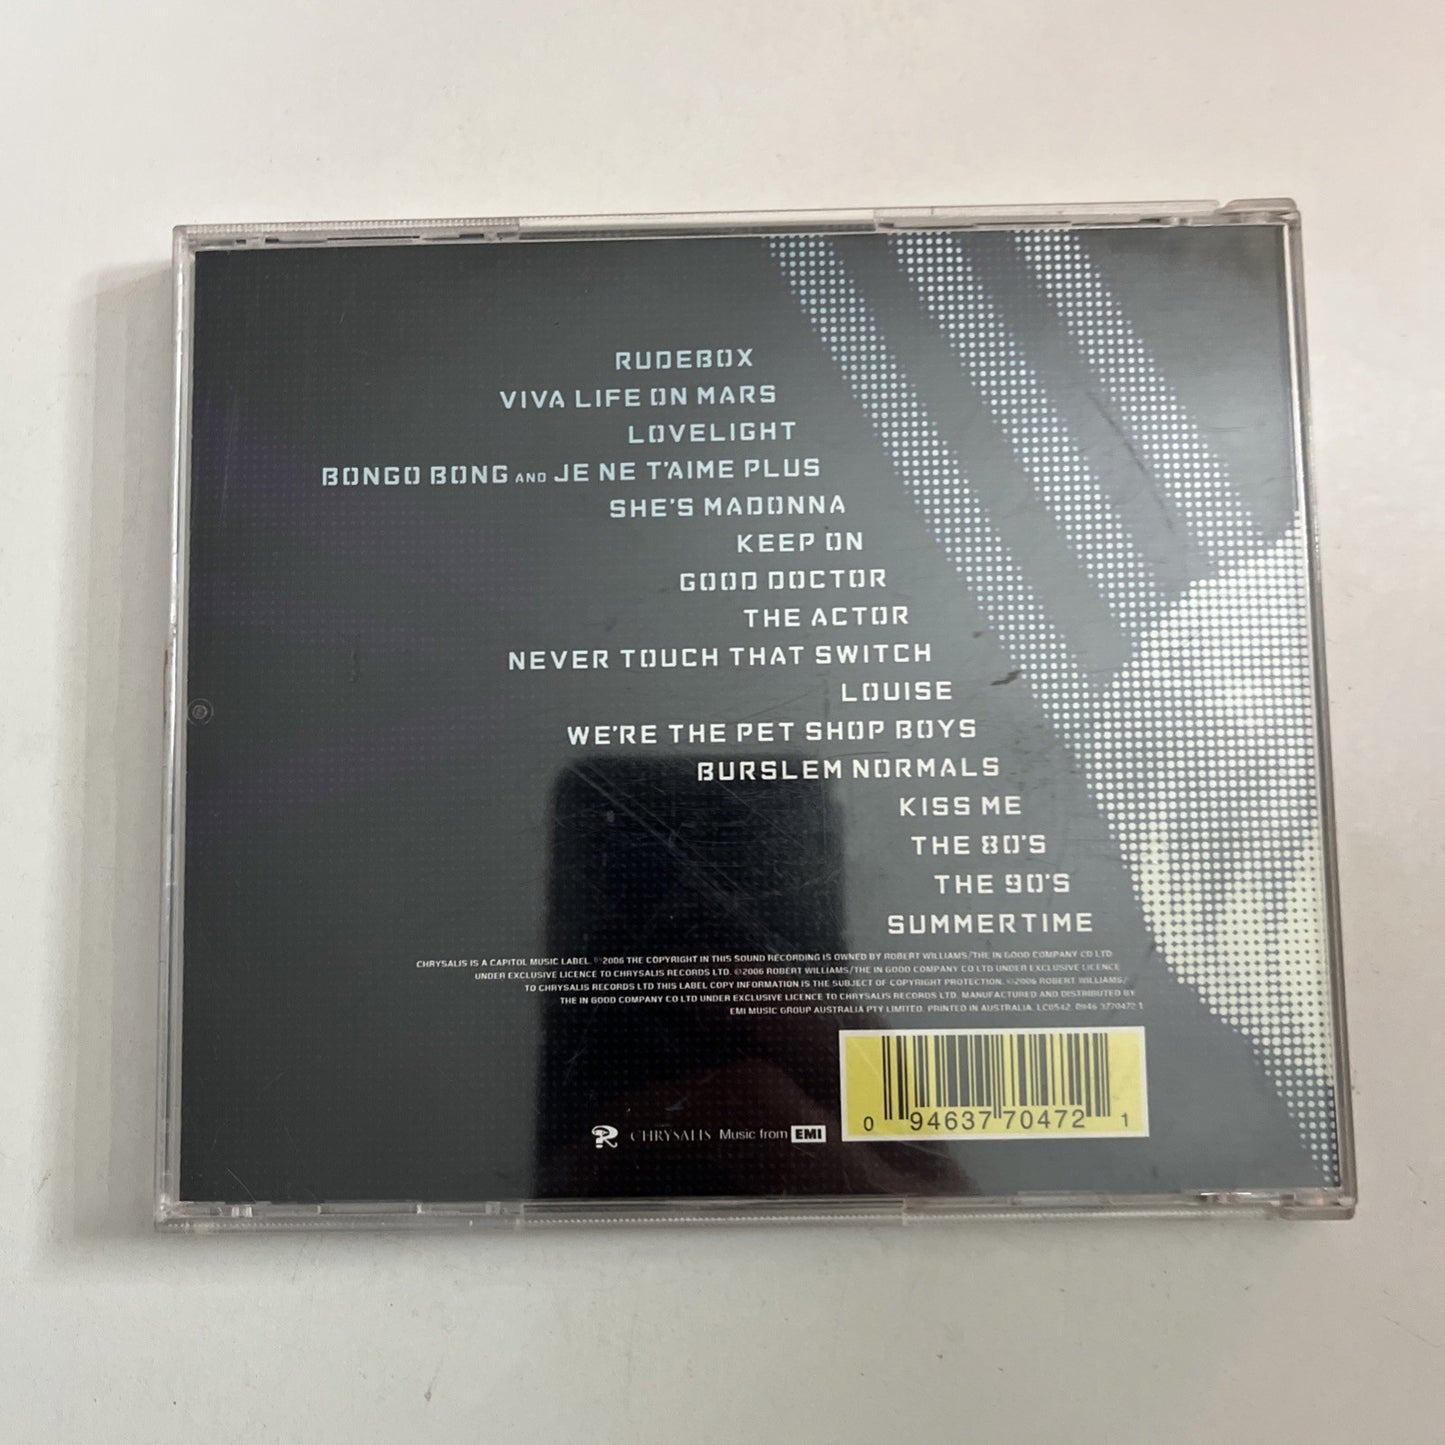 RUDEBOX
VIVA LIFE ON MARS
LOVELIGHT
BONGO BONG AND JE NE T'AIME PLUS
SHE'S MADONNA
KEEP ON
GOOD DOCTOR
THE ACTOR
NEVER TOUCH THAT SWITCH
LOUISE
WE'RE THE PET SHOP BOYS
BURSLEM NORMALS
KISS ME
THE 80'S
THE 90'S
SUMMERTIME
CHRYSALIS IS A CAPITOL MUSIC LABEL. ℗2006 THE COPYRIGHT IN THIS SOUND RECORDING IS OWNED BY ROBERT WILLIAMS/THE IN GOOD COMPANY CO LTD
UNDER EXCLUSIVE LICENCE TO CHRYSALIS RECORDS LTD. ©2006 ROBERT WILLIAMS/THE IN GOOD COMPANY CO LTD UNDER EXCLUSIVE LICENCE
TO CHRYSALIS RECORDS LTD THIS LABEL COPY INFORMATION IS THE SUBJECT OF COPYRIGHT PROTECTION. ©2006 ROBERT WILLIAMS/
THE IN GOOD COMPANY CO LTD UNDER EXCLUSIVE LICENCE TO CHRYSALIS RECORDS LTD. MANUFACTURED AND DISTRIBUTED BY
EMI MUSIC GROUP AUSTRALIA PTY LIMITED. PRINTED IN AUSTRALIA. LC0542. 0946 3770472 1
CHRYSALIS Music from EMI
0 94637 70472 1